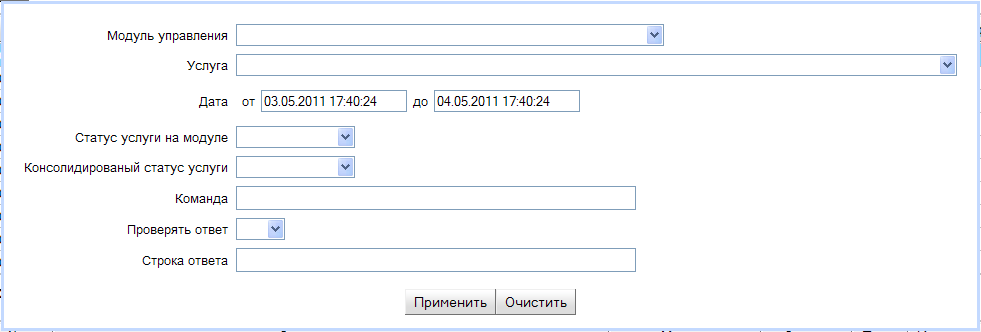 Модуль управления
Услуга
Дата от 03.05.2011 17:40:24 до 04.05.2011 17:40:24
Статус услуги на модуле
Консолидированый статус услуги
Команда
Проверять ответ
Строка ответа
Применить Очистить